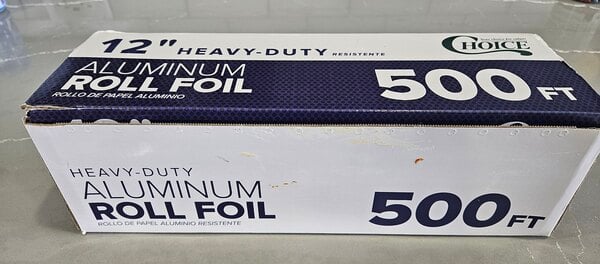 12" HEAVY-DUTY RESISTENTE
CHOICE
ALUMINUM
ROLL FOIL
ROLLO DE PAPEL ALUMINIO
500 FT
HEAVY-DUTY
ALUMINUM
ROLL FOIL
ROLLO DE PAPEL ALUMINIO RESISTENTE
500 FT